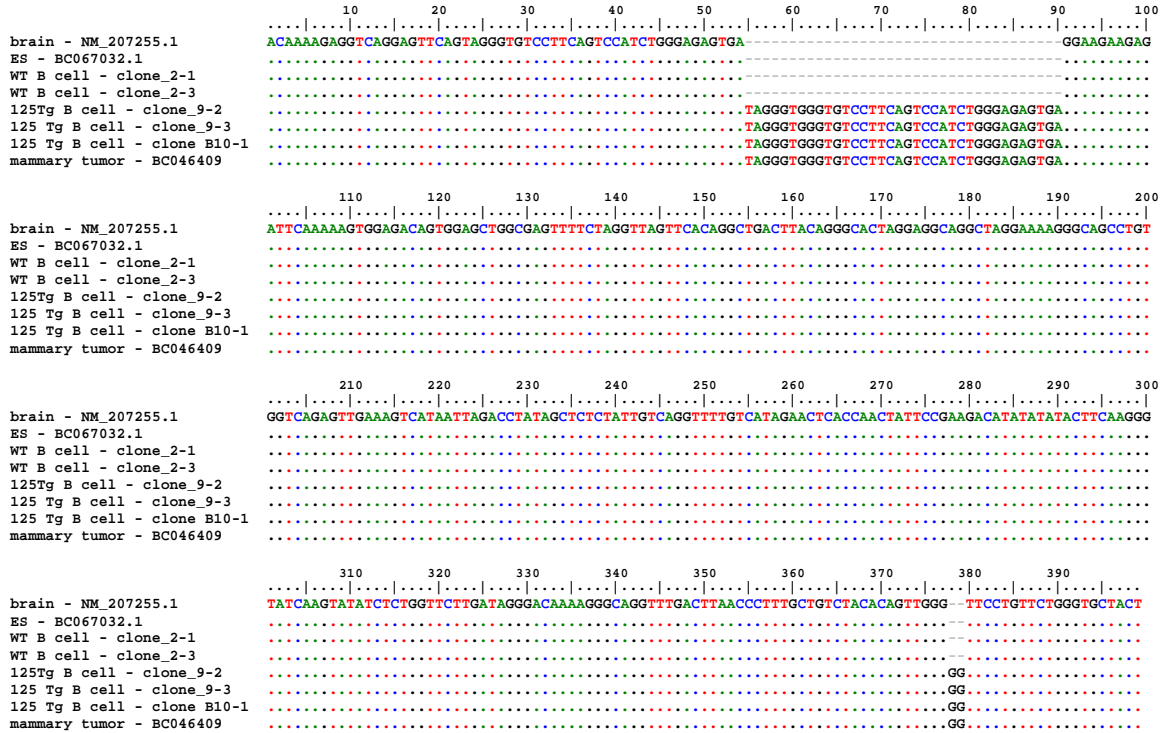 10 20 30 40 50 60 70 80 90 100
....|....|....|....|....|....|....|....|....|....|....|....|....|....|....|....|....|....|....|....|
brain - NM_207255.1 ACAAAAGAGGTCAGGAGTTCAGTAGGGTGTCCTTCAGTCCATCTGGGAGAGTGA------------------------------------GGAAGAAGAG
ES - BC067032.1 ......................................................------------------------------------..........
WT B cell - clone_2-1 ......................................................------------------------------------..........
WT B cell - clone_2-3 ......................................................------------------------------------..........
125Tg B cell - clone_9-2 ......................................................TAGGGTGGGTGTCCTTCAGTCCATCTGGGAGAGTGA..........
125 Tg B cell - clone_9-3 ......................................................TAGGGTGGGTGTCCTTCAGTCCATCTGGGAGAGTGA..........
125 Tg B cell - clone B10-1 ......................................................TAGGGTGGGTGTCCTTCAGTCCATCTGGGAGAGTGA..........
mammary tumor - BC046409 ......................................................TAGGGTGGGTGTCCTTCAGTCCATCTGGGAGAGTGA..........
110 120 130 140 150 160 170 180 190 200
....|....|....|....|....|....|....|....|....|....|....|....|....|....|....|....|....|....|....|....|
brain - NM_207255.1 ATTCAAAAAGTGGAGACAGTGGAGCTGGCGAGTTTTCTAGGTTAGTTCACAGGCTGACTTACAGGGCACTAGGAGGCAGGCTAGGAAAAGGGCAGCCTGT
ES - BC067032.1 ....................................................................................................
WT B cell - clone_2-1 ....................................................................................................
WT B cell - clone_2-3 ....................................................................................................
125Tg B cell - clone_9-2 ....................................................................................................
125 Tg B cell - clone_9-3 ....................................................................................................
125 Tg B cell - clone B10-1 ....................................................................................................
mammary tumor - BC046409 ....................................................................................................
210 220 230 240 250 260 270 280 290 300
....|....|....|....|....|....|....|....|....|....|....|....|....|....|....|....|....|....|....|....|
brain - NM_207255.1 GGTCAGAGTTGAAAGTCATAATTAGACCTATAGCTCTCTATTGTCAGGTTTTGTCATAGAACTCACCAACTATTCCGAAGACATATATATACTTCAAGGG
ES - BC067032.1 ....................................................................................................
WT B cell - clone_2-1 ....................................................................................................
WT B cell - clone_2-3 ....................................................................................................
125Tg B cell - clone_9-2 ....................................................................................................
125 Tg B cell - clone_9-3 ....................................................................................................
125 Tg B cell - clone B10-1 ....................................................................................................
mammary tumor - BC046409 ....................................................................................................
310 320 330 340 350 360 370 380 390
....|....|....|....|....|....|....|....|....|....|....|....|....|....|....|....|....|....|....|....
brain - NM_207255.1 TATCAAGTATATCTCTGGTTCTTGATAGGGACAAAAGGGCAGGTTTGACTTAACCCTTTGCTGTCTACACAGTTGGG--TTCCTGTTCTGGGTGCTACT
ES - BC067032.1 .............................................................................--....................
WT B cell - clone_2-1 .............................................................................--....................
WT B cell - clone_2-3 .............................................................................--....................
125Tg B cell - clone_9-2 .............................................................................GG....................
125 Tg B cell - clone_9-3 .............................................................................GG....................
125 Tg B cell - clone B10-1 .............................................................................GG....................
mammary tumor - BC046409 .............................................................................GG....................